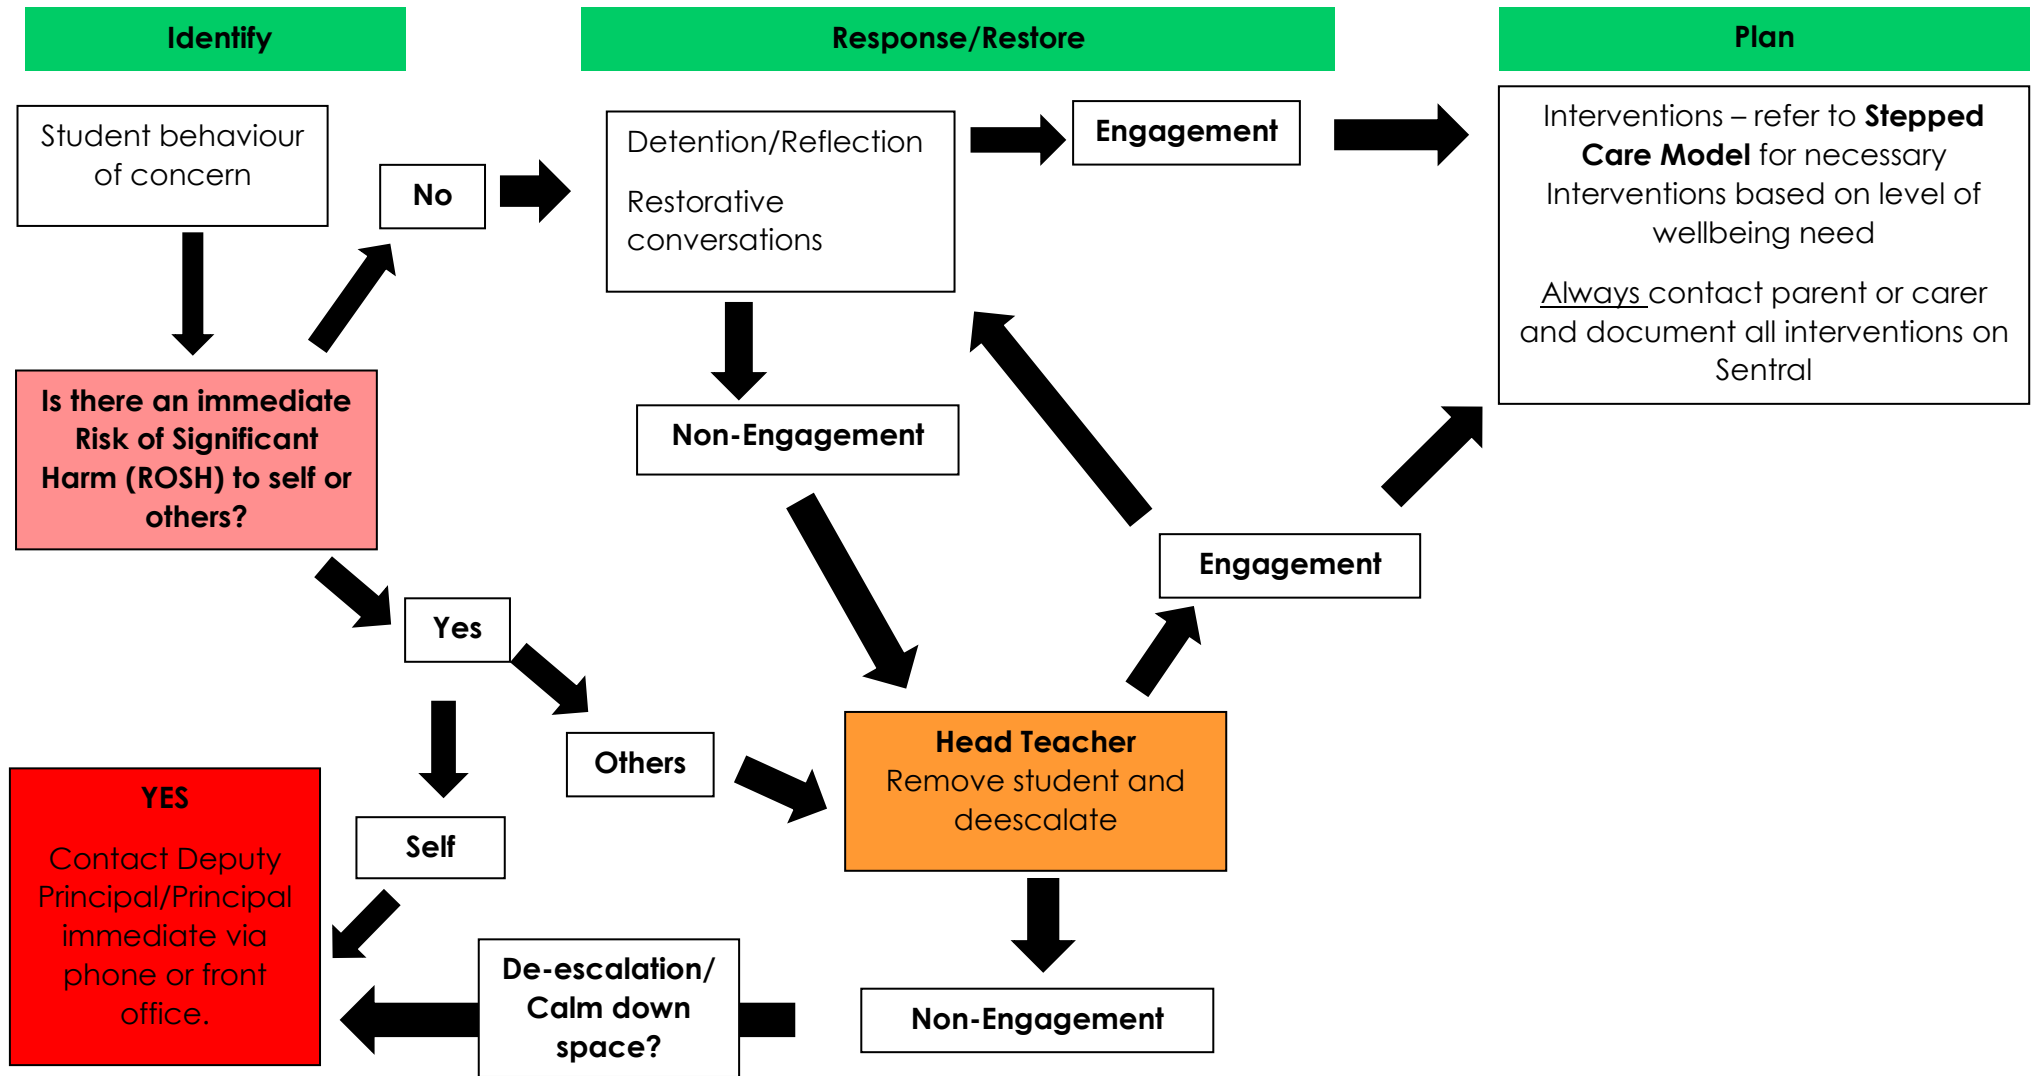 Identify
Response/Restore
Plan
Student behaviour
of concern
No
Detention/Reflection
Restorative
conversations
Engagement
Interventions – refer to Stepped
Care Model for necessary
Interventions based on level of
wellbeing need
Always contact parent or carer
and document all interventions on
Sentral
Is there an immediate
Risk of Significant
Harm (ROSH) to self or
others?
Non-Engagement
Engagement
Yes
Others
Self
Head Teacher
Remove student and
deescalate
YES
Contact Deputy
Principal/Principal
immediate via
phone or front
office.
De-escalation/
Calm down
space?
Non-Engagement